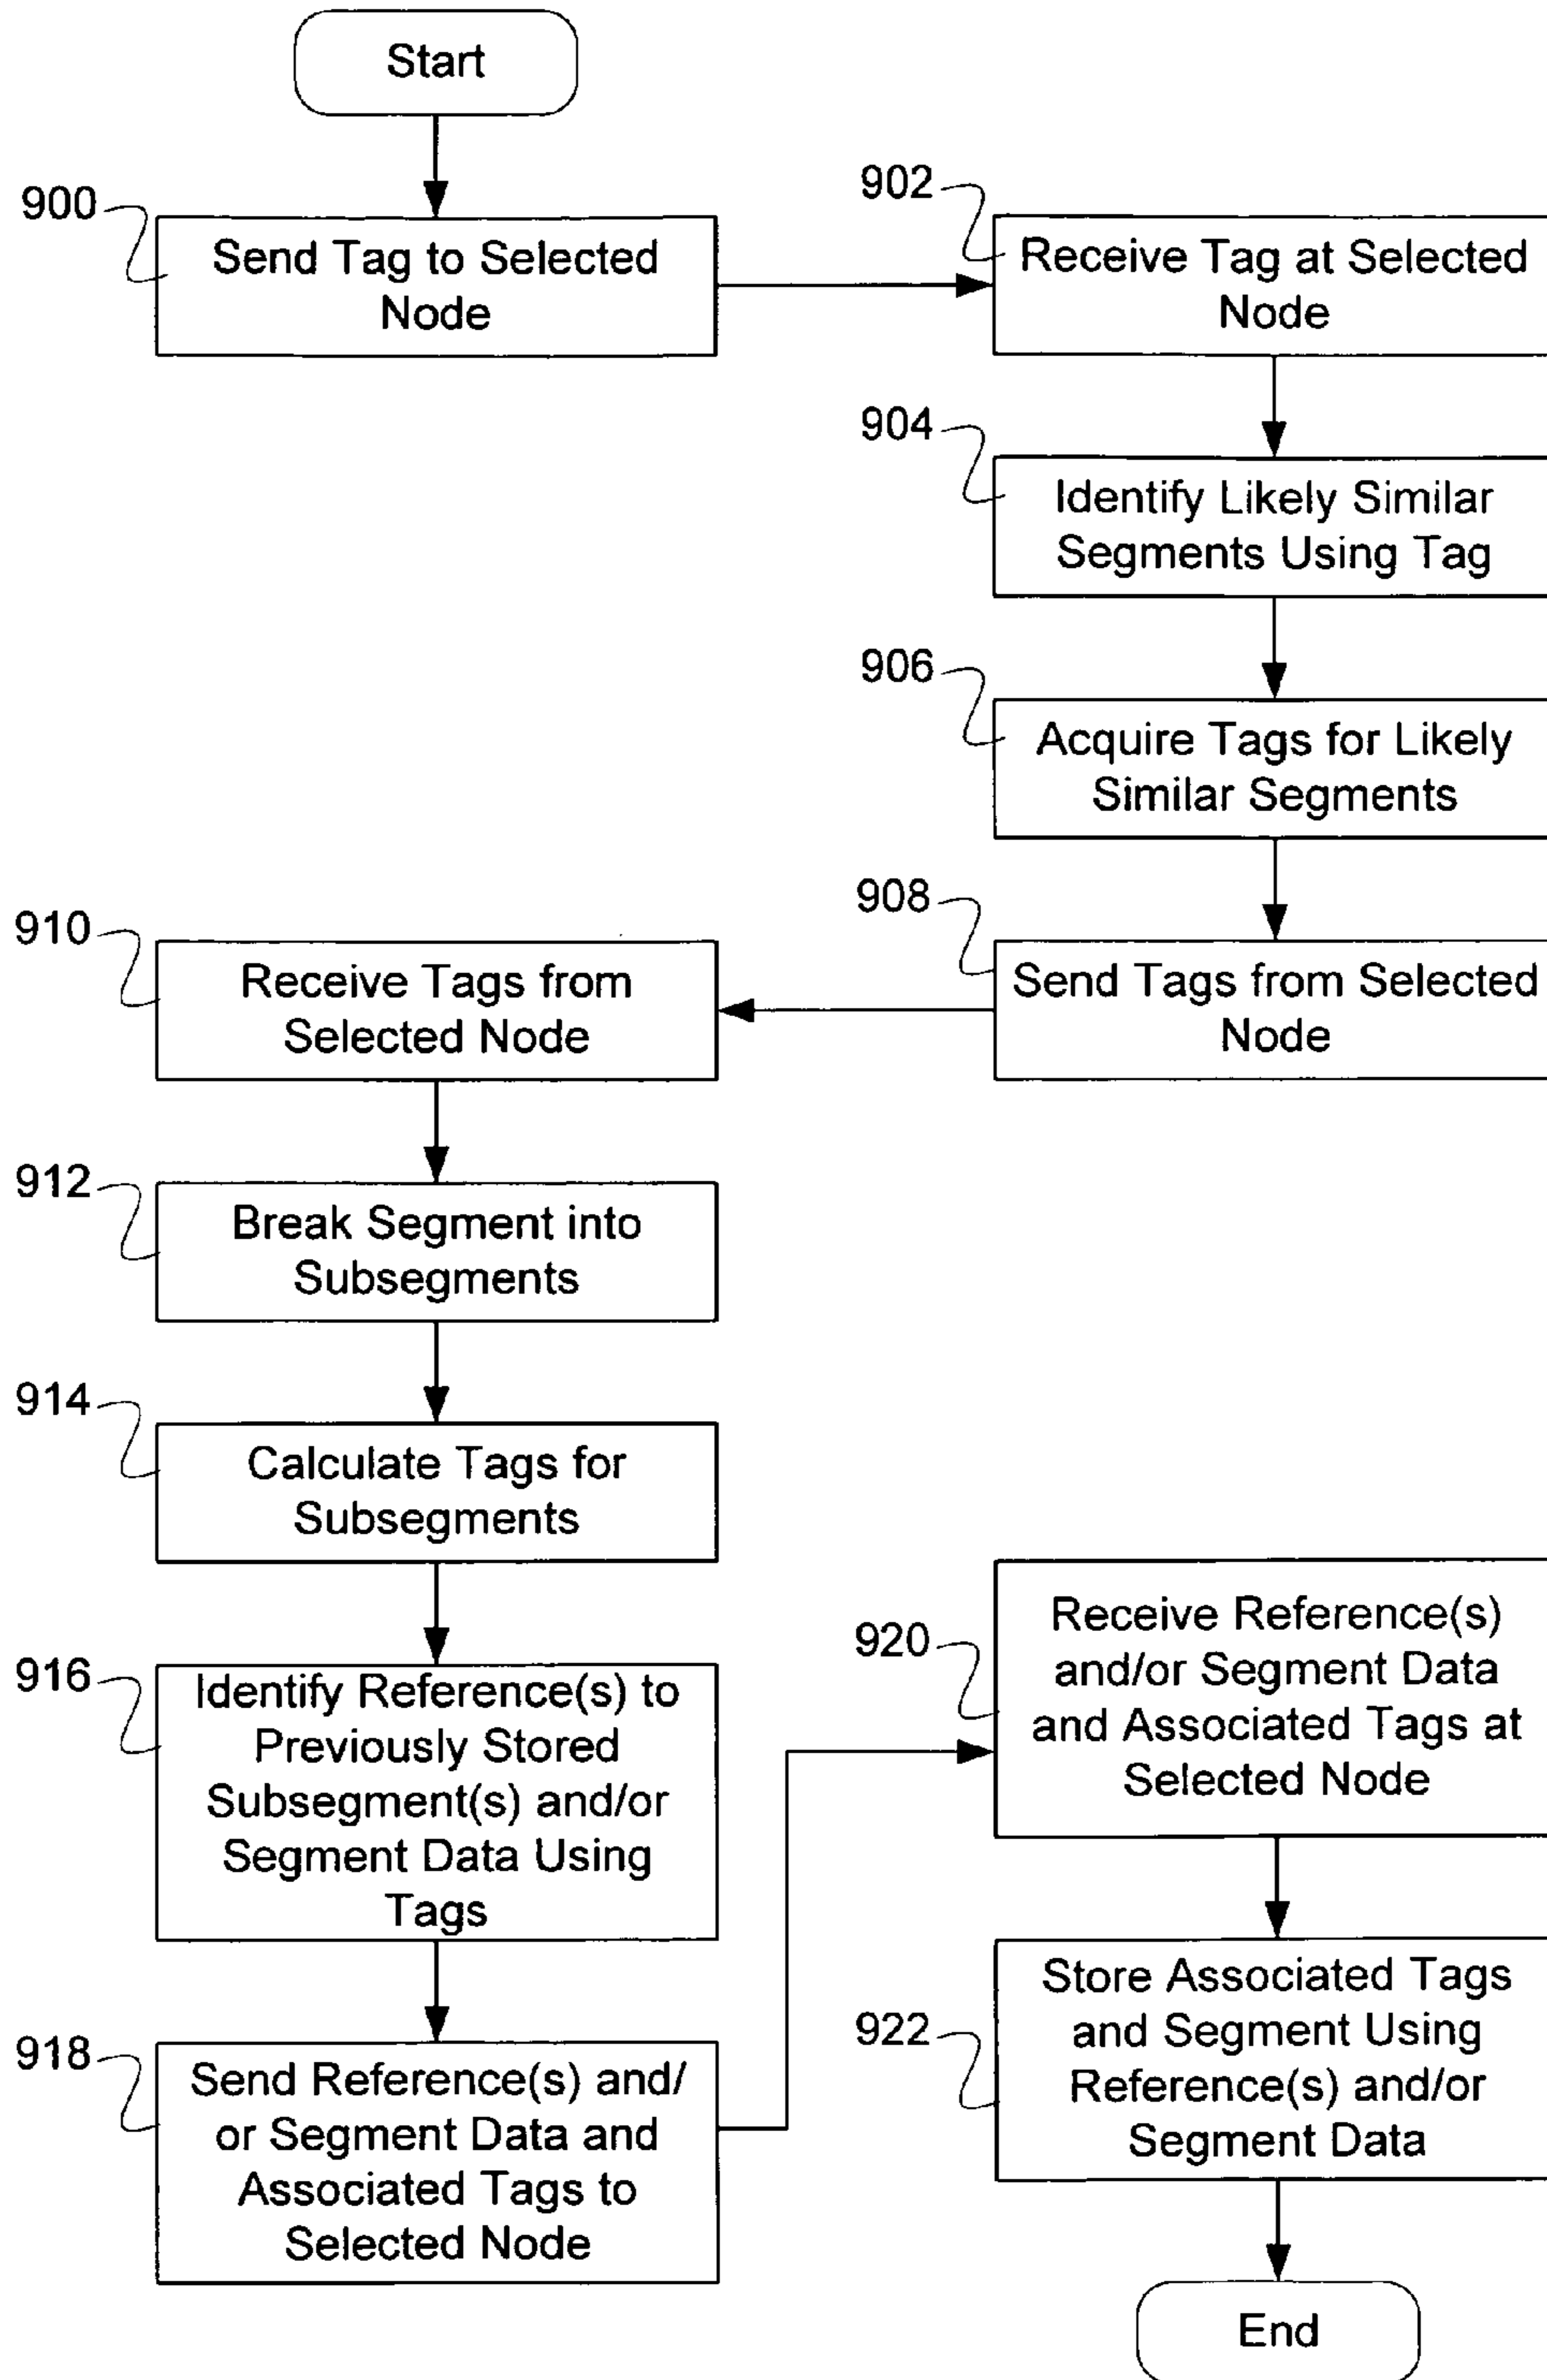 Start
900
Send Tag to Selected
Node
902
Receive Tag at Selected
Node
904
Identify Likely Similar
Segments Using Tag
906
Acquire Tags for Likely
Similar Segments
908
Send Tags from Selected
Node
910
Receive Tags from
Selected Node
912
Break Segment into
Subsegments
914
Calculate Tags for
Subsegments
916
Identify Reference(s) to
Previously Stored
Subsegment(s) and/or
Segment Data Using
Tags
918
Send Reference(s) and/
or Segment Data and
Associated Tags to
Selected Node
920
Receive Reference(s)
and/or Segment Data
and Associated Tags at
Selected Node
922
Store Associated Tags
and Segment Using
Reference(s) and/or
Segment Data
End